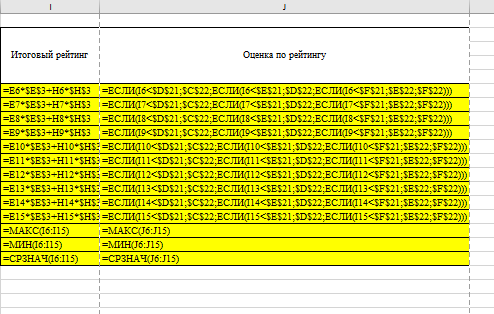 I J
Итоговый рейтинг Оценка по рейтингу
=E6*$E$3+H6*$H$3 =ЕСЛИ(I6<$D$21;$C$22;ЕСЛИ(I6<$E$21;$D$22;ЕСЛИ(I6<$F$21;$E$22;$F$22)))
=E7*$E$3+H7*$H$3 =ЕСЛИ(I7<$D$21;$C$22;ЕСЛИ(I7<$E$21;$D$22;ЕСЛИ(I7<$F$21;$E$22;$F$22)))
=E8*$E$3+H8*$H$3 =ЕСЛИ(I8<$D$21;$C$22;ЕСЛИ(I8<$E$21;$D$22;ЕСЛИ(I8<$F$21;$E$22;$F$22)))
=E9*$E$3+H9*$H$3 =ЕСЛИ(I9<$D$21;$C$22;ЕСЛИ(I9<$E$21;$D$22;ЕСЛИ(I9<$F$21;$E$22;$F$22)))
=E10*$E$3+H10*$H$3 =ЕСЛИ(I10<$D$21;$C$22;ЕСЛИ(I10<$E$21;$D$22;ЕСЛИ(I10<$F$21;$E$22;$F$22)))
=E11*$E$3+H11*$H$3 =ЕСЛИ(I11<$D$21;$C$22;ЕСЛИ(I11<$E$21;$D$22;ЕСЛИ(I11<$F$21;$E$22;$F$22)))
=E12*$E$3+H12*$H$3 =ЕСЛИ(I12<$D$21;$C$22;ЕСЛИ(I12<$E$21;$D$22;ЕСЛИ(I12<$F$21;$E$22;$F$22)))
=E13*$E$3+H13*$H$3 =ЕСЛИ(I13<$D$21;$C$22;ЕСЛИ(I13<$E$21;$D$22;ЕСЛИ(I13<$F$21;$E$22;$F$22)))
=E14*$E$3+H14*$H$3 =ЕСЛИ(I14<$D$21;$C$22;ЕСЛИ(I14<$E$21;$D$22;ЕСЛИ(I14<$F$21;$E$22;$F$22)))
=E15*$E$3+H15*$H$3 =ЕСЛИ(I15<$D$21;$C$22;ЕСЛИ(I15<$E$21;$D$22;ЕСЛИ(I15<$F$21;$E$22;$F$22)))
=МАКС(I6:I15) =МАКС(J6:J15)
=МИН(I6:I15) =МИН(J6:J15)
=СРЗНАЧ(I6:I15) =СРЗНАЧ(J6:J15)